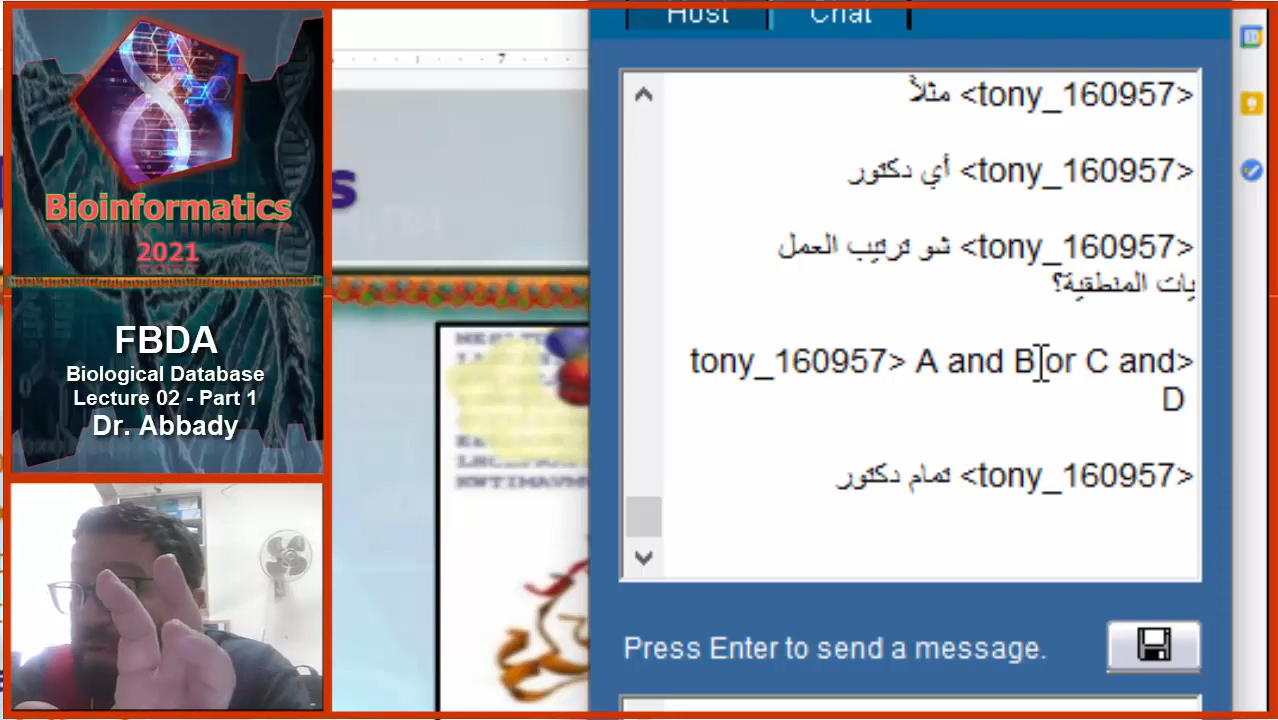 Bioinformatics
2021
FBDA
Biological Database
Lecture 02 - Part 1
Dr. Abbady
7
s
Host
Chat
<tony_160957> مثلاً
<tony_160957> أي دكتور
<tony_160957> شو ترتيب العمل
يات المنطقية؟
tony_160957> A and B or C and>
D
<tony_160957> تمام دكتور
Press Enter to send a message.